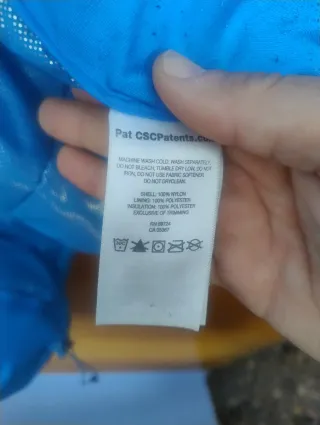 Pat CSCPatents.co
MACHINE WASH COLD, WASH SEPARATELY
DO NOT BLEACH, TUMBLE DRY LOW, DO NOT
IRON, DO NOT USE FABRIC SOFTENER,
DO NOT DRYCLEAN.
SHELL: 100% NYLON
LINING: 100% POLYESTER
INSULATION: 100% POLYESTER
EXCLUSIVE OF TRIMMING